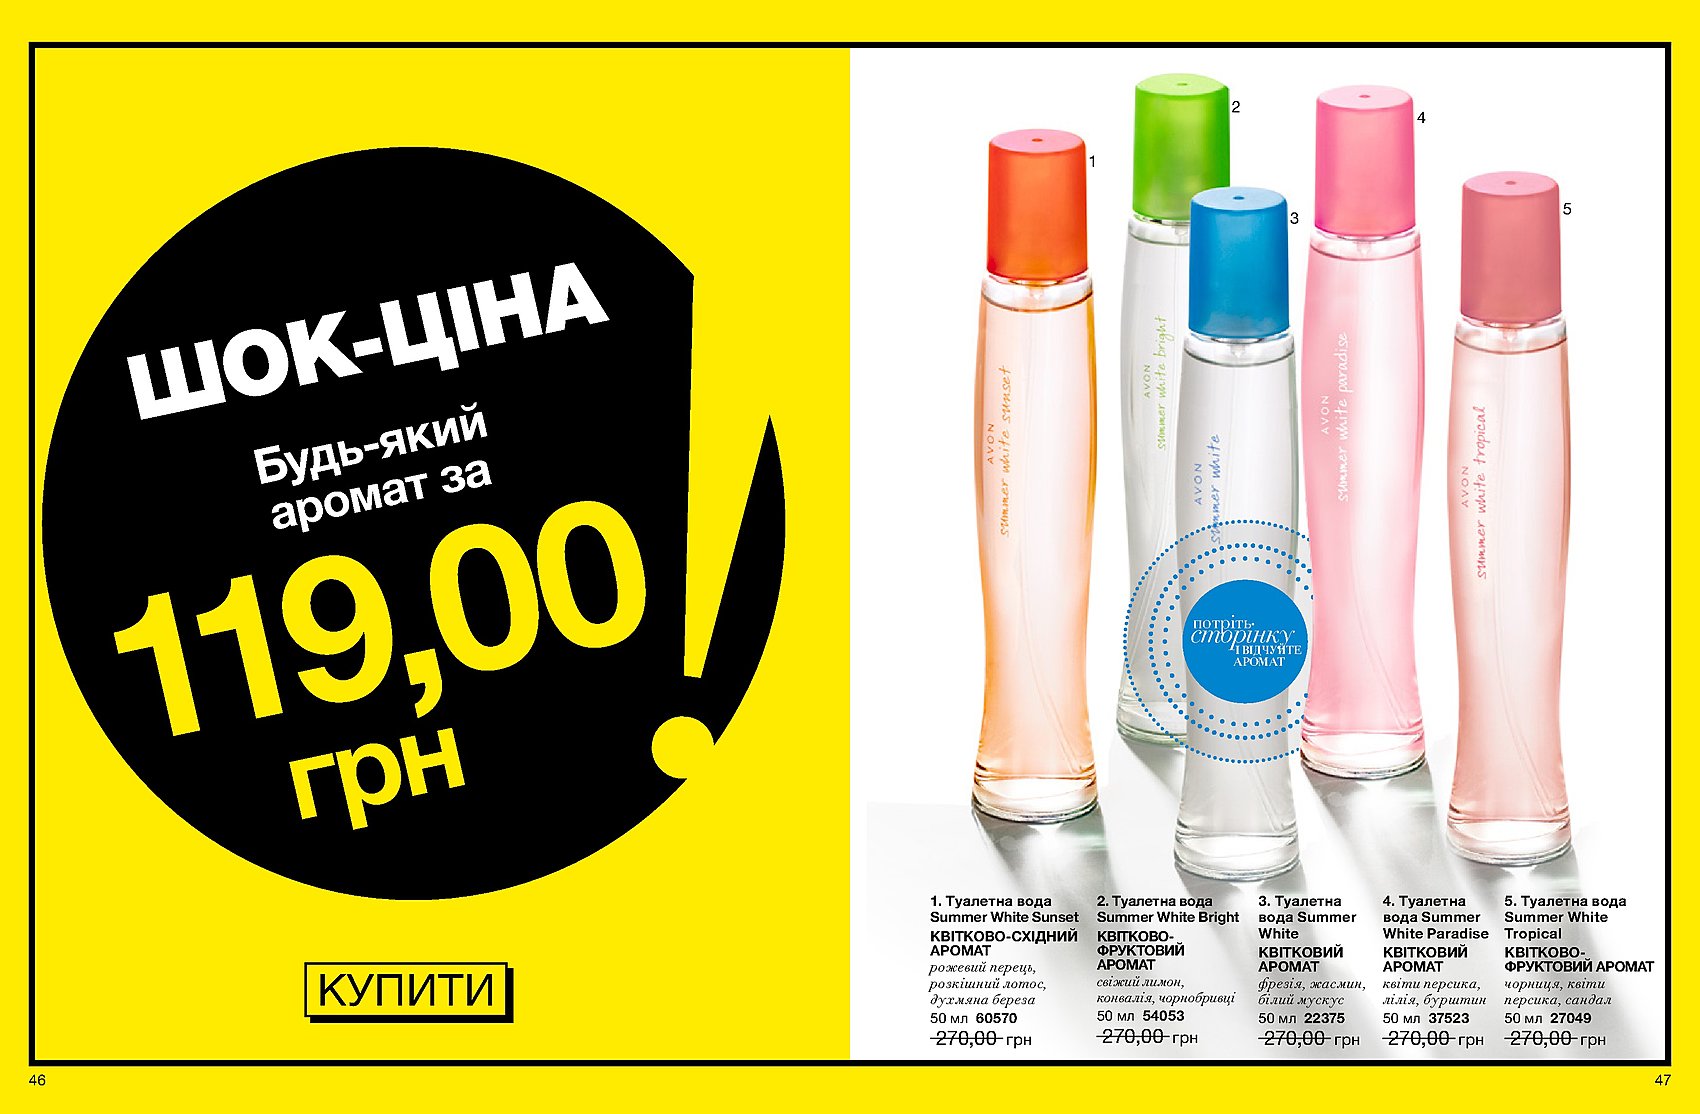 ШОК-ЦІНА
Будь-який
аромат за
119,00
грн
!
КУПИТИ
46
1
2
3
4
5
AVON
summer white sunset
AVON
summer white bright
AVON
summer white
AVON
summer white paradise
AVON
summer white tropical
ПОТРІТЬ
СТОРІНКУ
І ВІДЧУЙТЕ
АРОМАТ
1. Туалетна вода
Summer White Sunset
КВІТКОВО-СХІДНИЙ
АРОМАТ
рожевий перець,
розкішний лотос,
духмяна береза
50 мл 60570
270,00 грн
2. Туалетна вода
Summer White Bright
КВІТКОВО-
ФРУКТОВИЙ
АРОМАТ
свіжий лимон,
конвалія, чорнобривці
50 мл 54053
270,00 грн
3. Туалетна
вода Summer
White
КВІТКОВИЙ
АРОМАТ
фрезія, жасмин,
білий мускус
50 мл 22375
270,00 грн
4. Туалетна
вода Summer
White Paradise
КВІТКОВИЙ
АРОМАТ
квіти персика,
лілія, бурштин
50 мл 37523
270,00 грн
5. Туалетна вода
Summer White
Tropical
КВІТКОВО-
ФРУКТОВИЙ АРОМАТ
чорниця, квіти
персика, сандал
50 мл 27049
270,00 грн
47